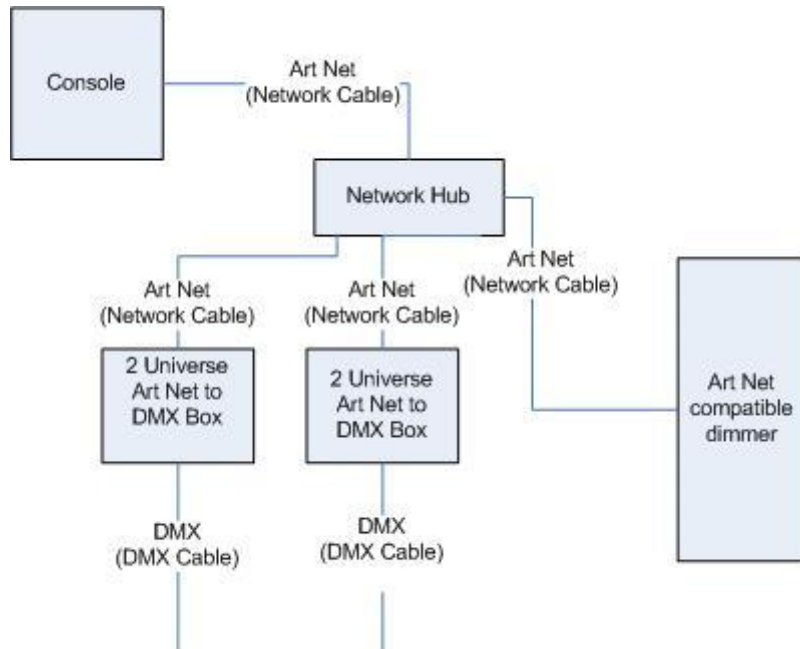 Console
Art Net
(Network Cable)
Network Hub
Art Net
(Network Cable)
Art Net
(Network Cable)
Art Net
(Network Cable)
2 Universe
Art Net to
DMX Box
2 Universe
Art Net to
DMX Box
Art Net
compatible
dimmer
DMX
(DMX Cable)
DMX
(DMX Cable)